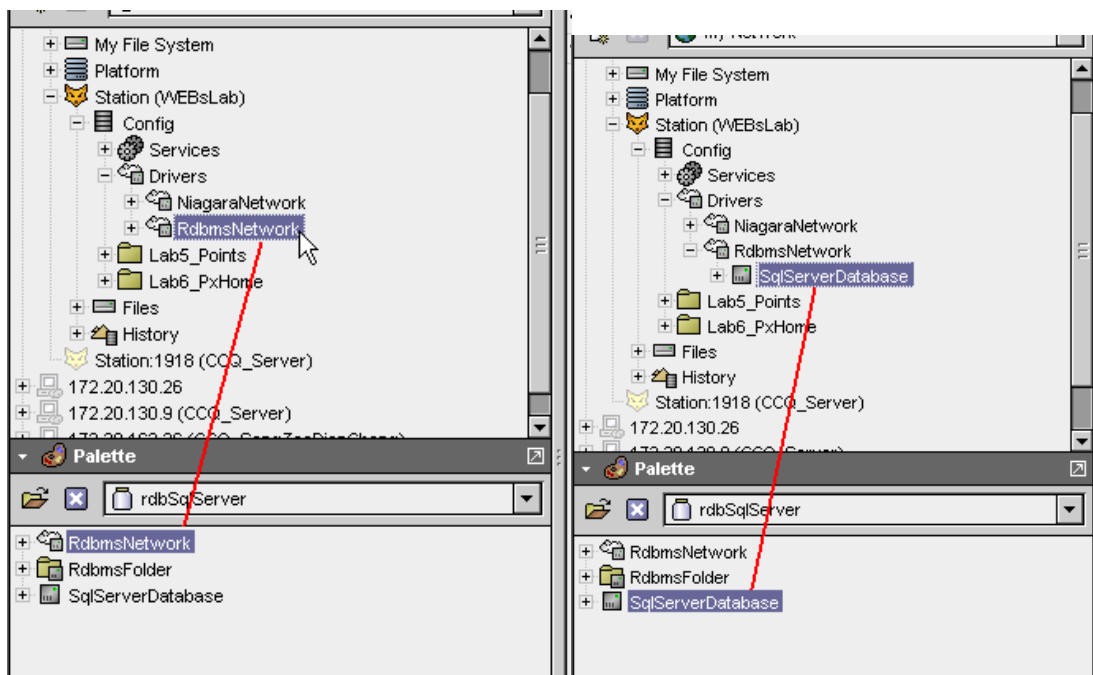 My File System
Platform
Station (WEBsLab)
Config
Services
Drivers
NiagaraNetwork
RdbmsNetwork
Lab5_Points
Lab6_PxHome
Files
History
Station:1918 (CCQ_Server)
172.20.130.26
172.20.130.9 (CCQ_Server)
Palette
rdbSqlServer
RdbmsNetwork
RdbmsFolder
SqlServerDatabase
My Network
My File System
Platform
Station (WEBsLab)
Config
Services
Drivers
NiagaraNetwork
RdbmsNetwork
SqlServerDatabase
Lab5_Points
Lab6_PxHome
Files
History
Station:1918 (CCQ_Server)
172.20.130.26
Palette
rdbSqlServer
RdbmsNetwork
RdbmsFolder
SqlServerDatabase